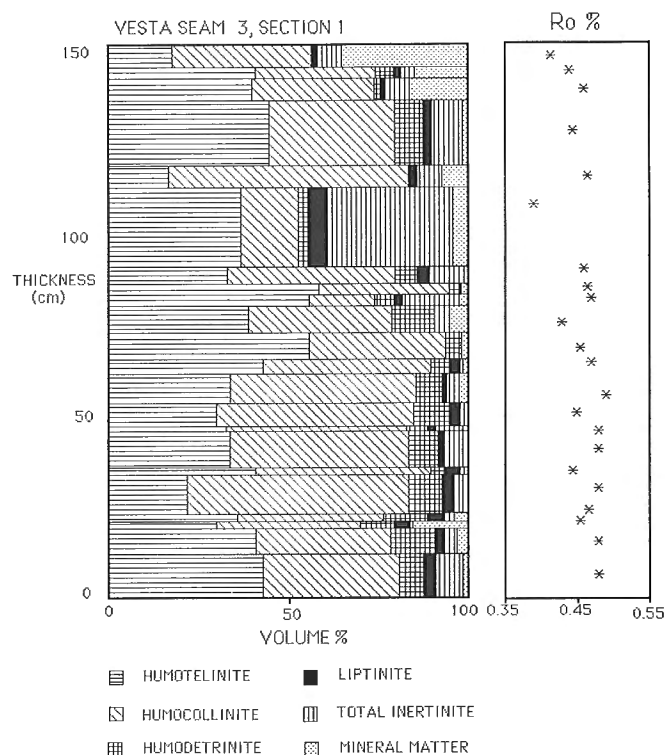 VESTA SEAM 3, SECTION 1
Ro %
150
100
THICKNESS
(cm)
50
0
0 50 100
VOLUME %
0.35 0.45 0.55
HUMOTELINITE LIPTINITE
HUMOCOLLINITE TOTAL INERTINITE
HUMODETRINITE MINERAL MATTER